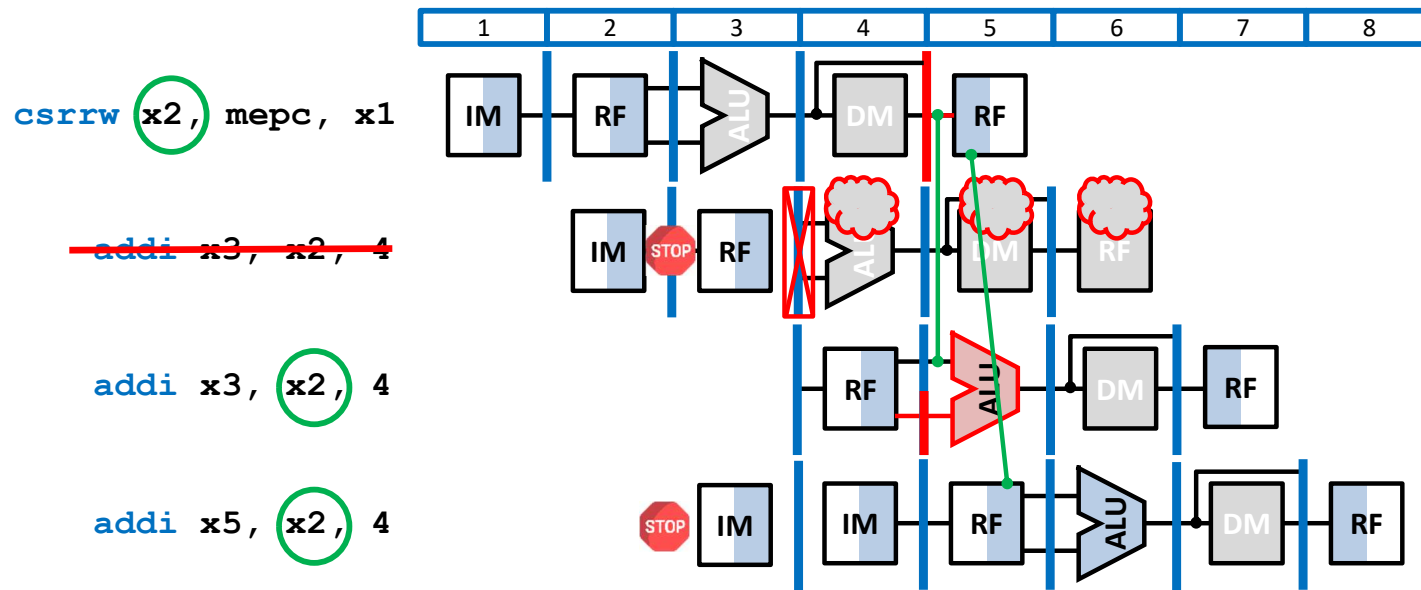 1 2 3 4 5 6 7 8
csrrw x2, mepc, x1 IM RF ALU DM RF
addi x3, x2, 4 IM STOP RF ALU DM RF
addi x3, x2, 4 RF ALU DM RF
addi x5, x2, 4 STOP IM IM RF ALU DM RF